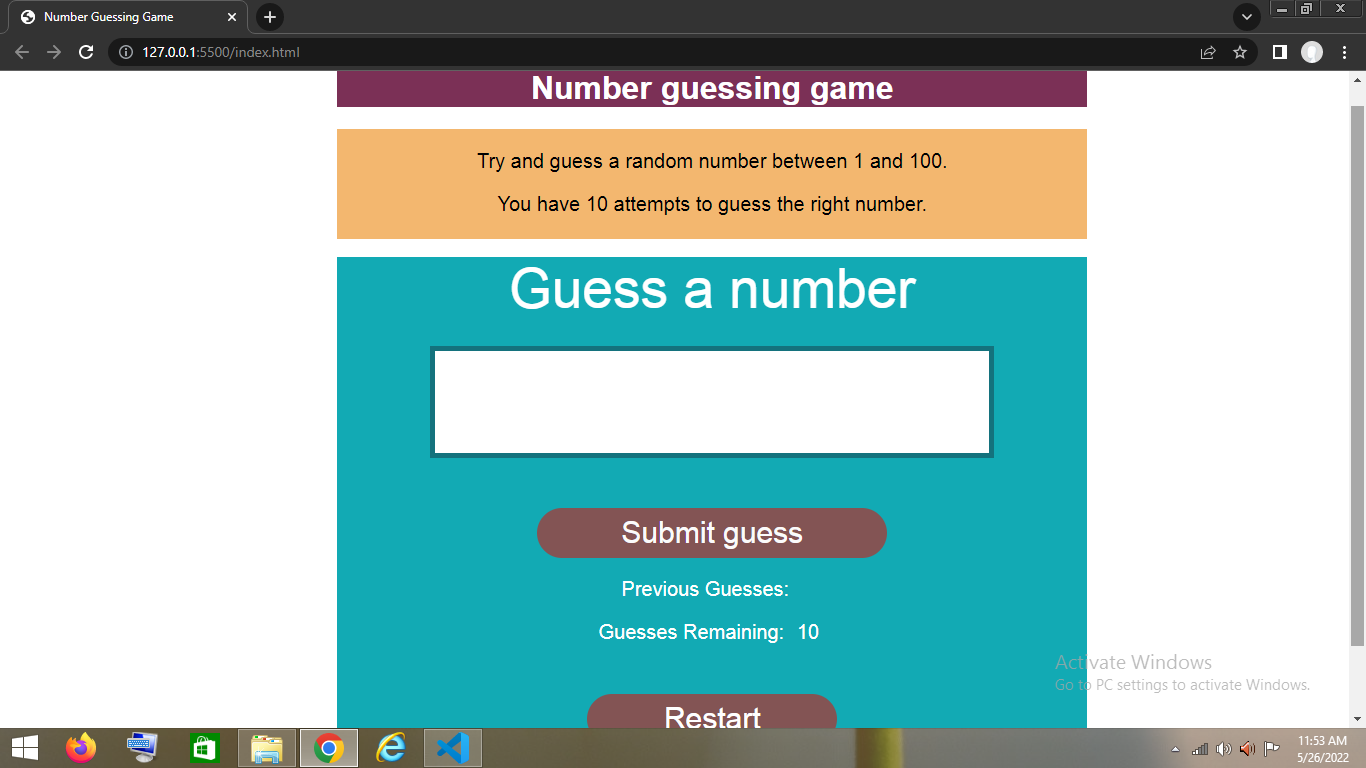 Number Guessing Game
127.0.0.1:5500/index.html
Number guessing game
Try and guess a random number between 1 and 100.
You have 10 attempts to guess the right number.
Guess a number
Submit guess
Previous Guesses:
Guesses Remaining: 10
Activate Windows
Go to PC settings to activate Windows.
Restart
11:53 AM
5/26/2022